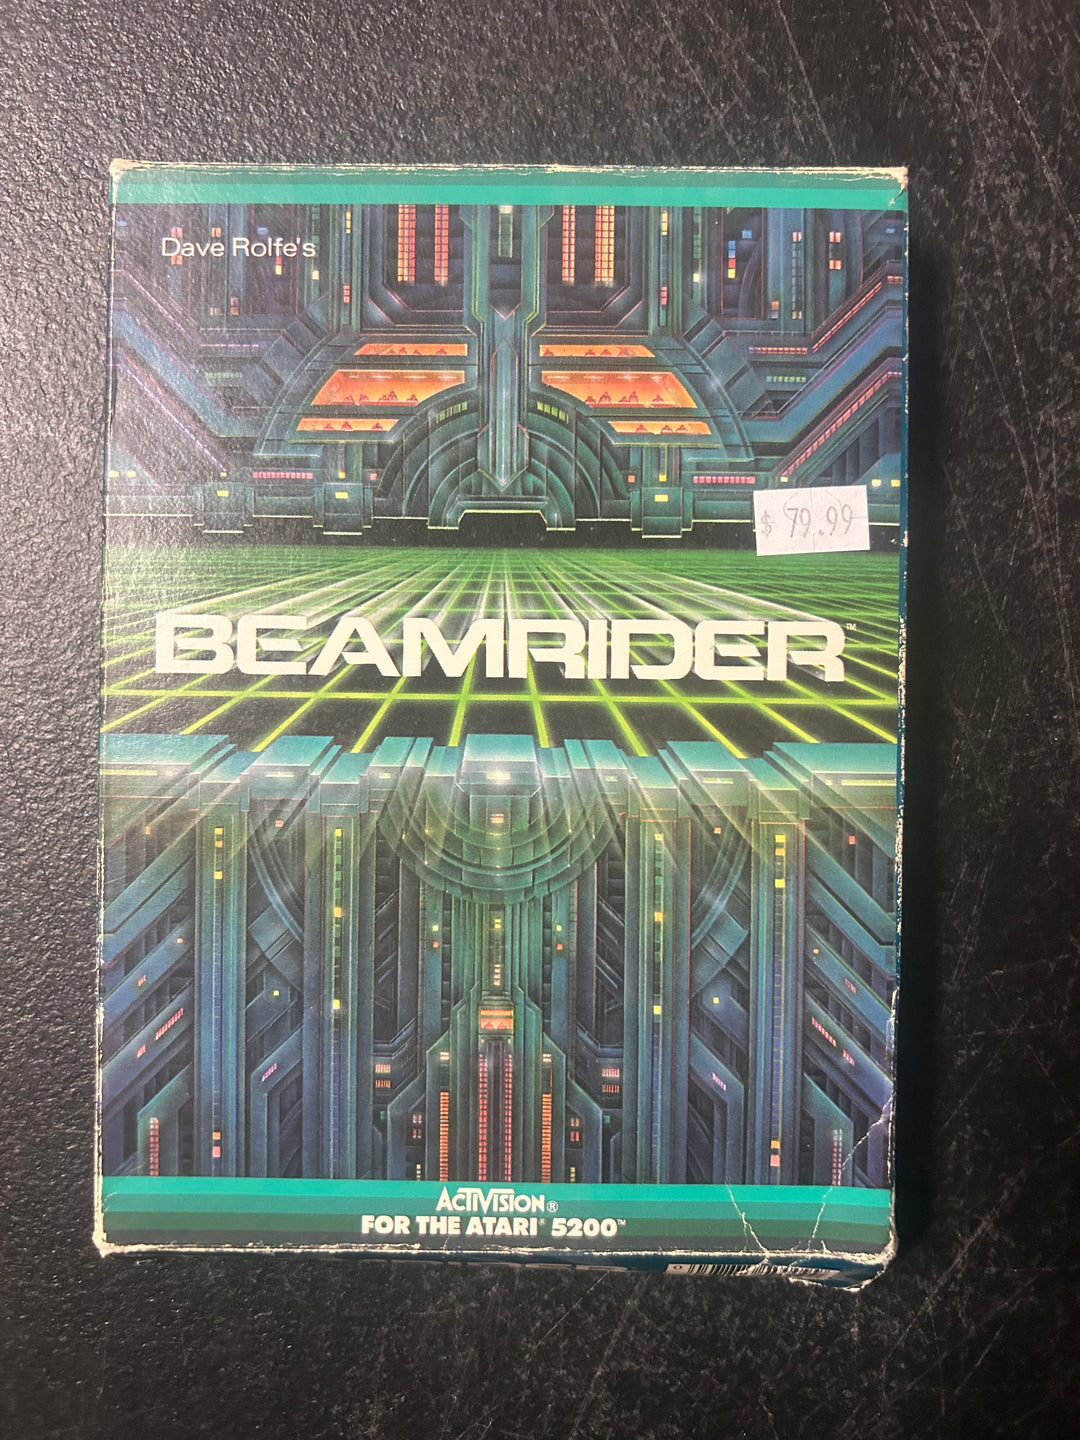 Dave Rolfe's
$ 79.99
BEAMRIDER™
ACTIVISION®
FOR THE ATARI® 5200™